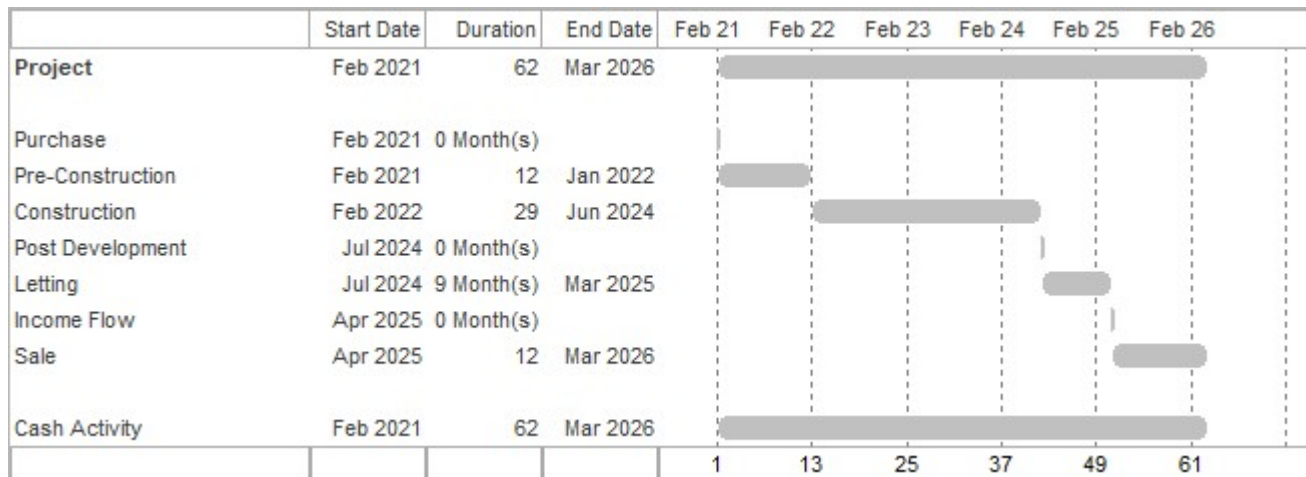 Start Date Duration End Date Feb 21 Feb 22 Feb 23 Feb 24 Feb 25 Feb 26
Project Feb 2021 62 Mar 2026
Purchase Feb 2021 0 Month(s)
Pre-Construction Feb 2021 12 Jan 2022
Construction Feb 2022 29 Jun 2024
Post Development Jul 2024 0 Month(s)
Letting Jul 2024 9 Month(s) Mar 2025
Income Flow Apr 2025 0 Month(s)
Sale Apr 2025 12 Mar 2026
Cash Activity Feb 2021 62 Mar 2026
1 13 25 37 49 61